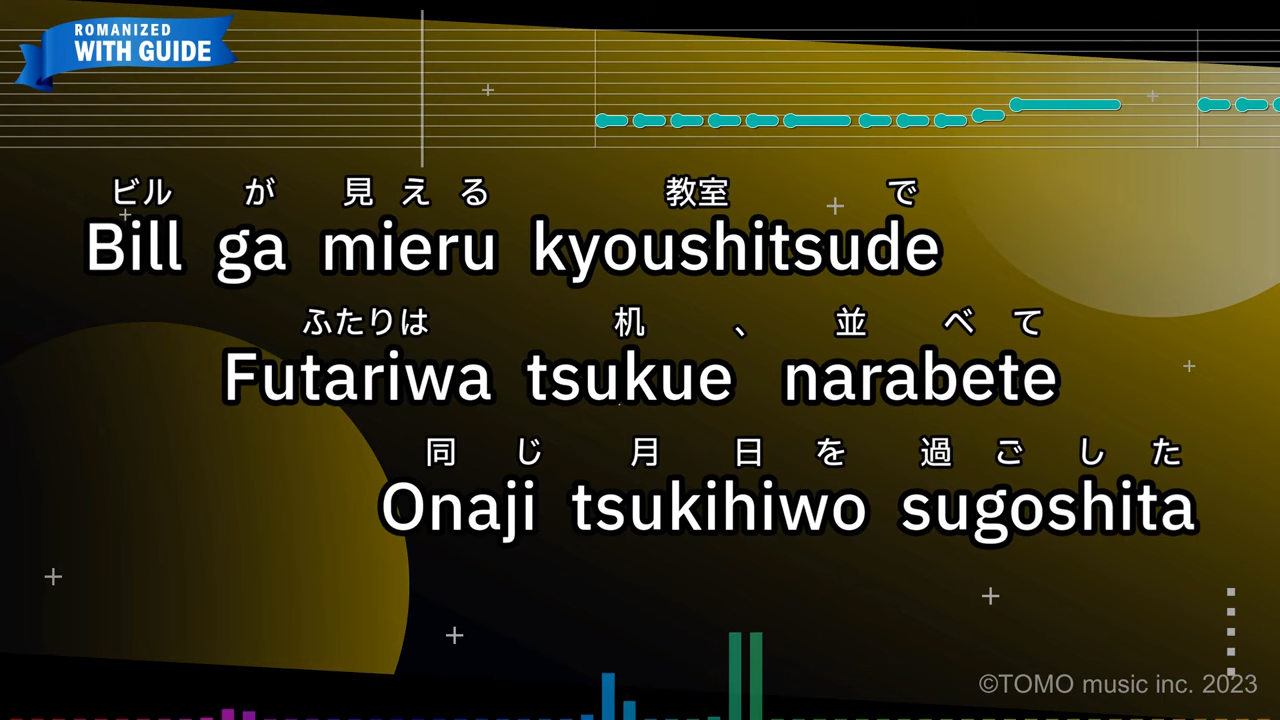 ROMANIZED
WITH GUIDE
ビルが見える教室で
Bill ga mieru kyoushitsude
ふたりは机、並べて
Futariwa tsukue narabete
同じ月日を過ごした
Onaji tsukihiwo sugoshita
©TOMO music inc. 2023